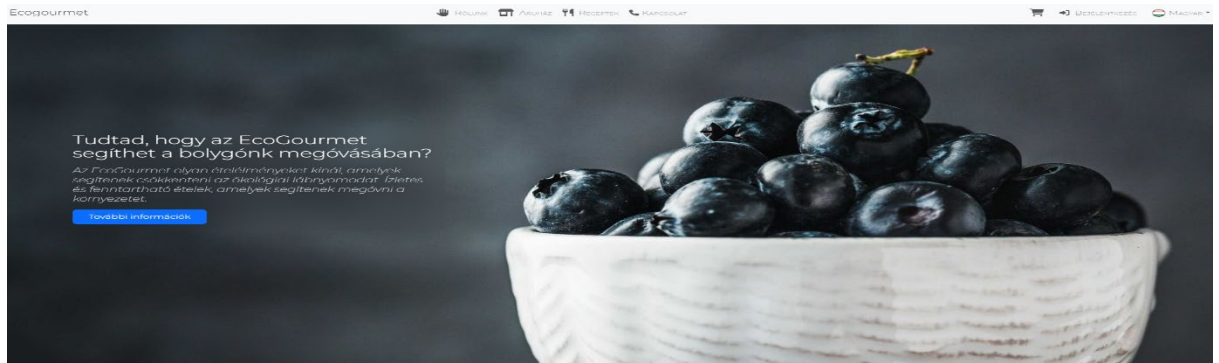 Ecogourmet
Rólunk Áruház Receptek Kapcsolat
Bejelentkezés Magyar
Tudtad, hogy az EcoGourmet
segíthet a bolygónk megóvásában?
Az EcoGourmet olyan ételélményeket kínál, amelyek
segítenek csökkenteni az ökológiai lábnyomodat. Ízletes
és fenntartható ételek, amelyek segítenek megóvni a
környezetet.
További információk